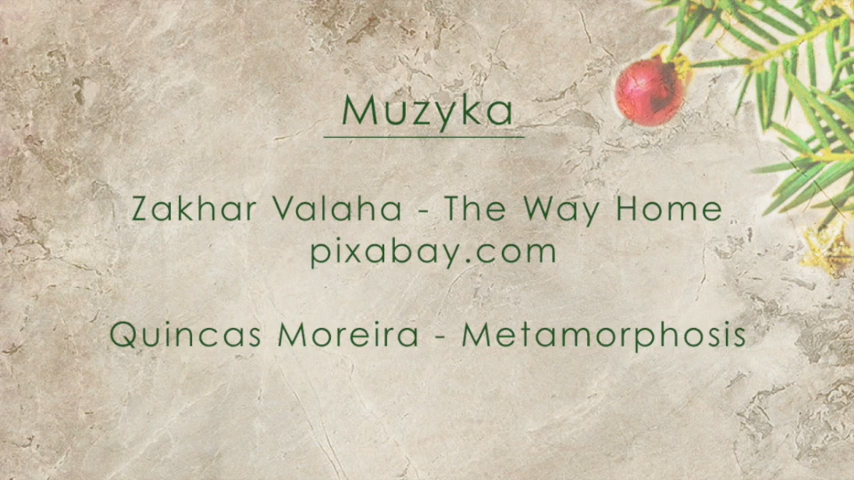 Muzyka
Zakhar Valaha - The Way Home
pixabay.com
Quincas Moreira - Metamorphosis